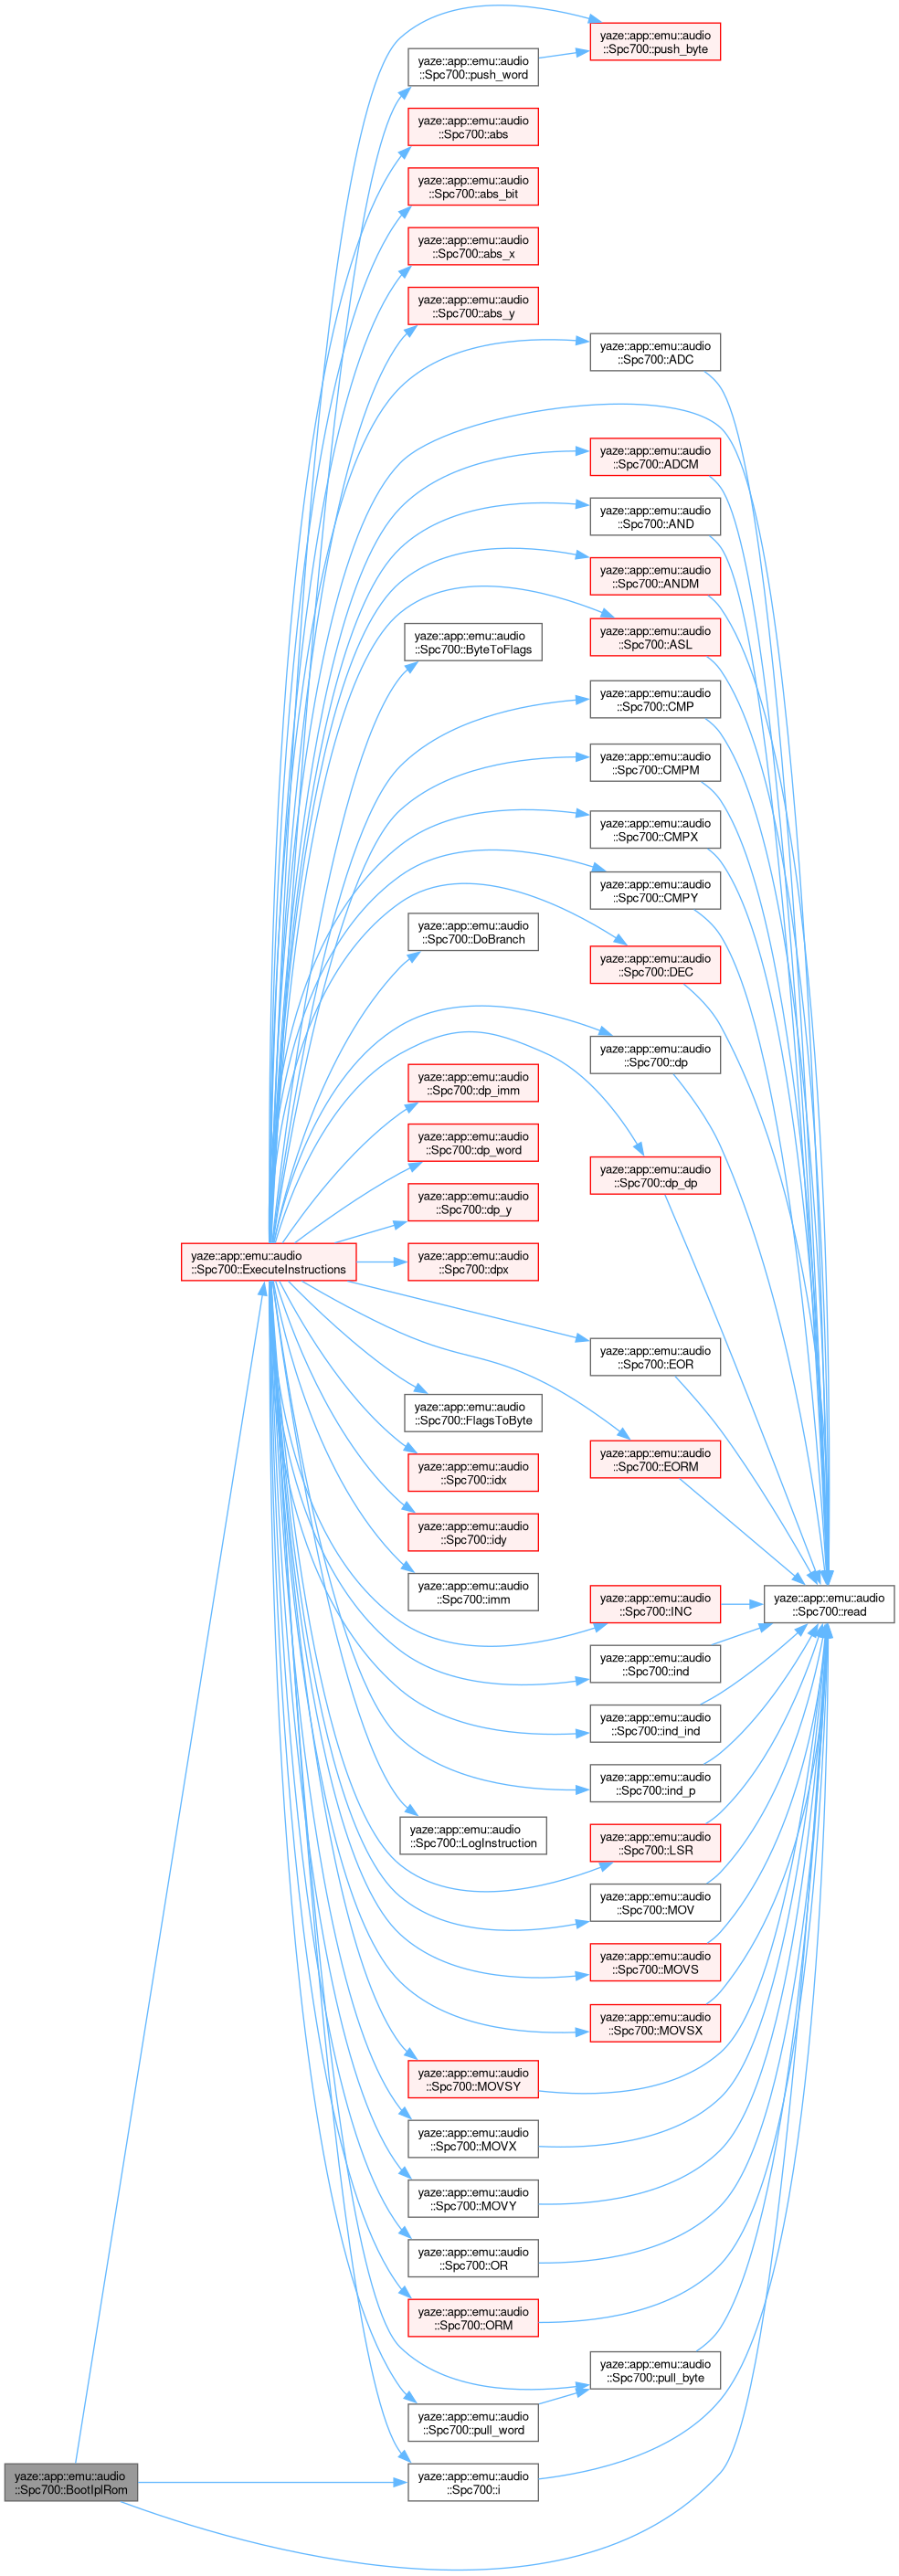 yaze::app::emu::audio
::Spc700::push_byte
yaze::app::emu::audio
::Spc700::push_word
yaze::app::emu::audio
::Spc700::abs
yaze::app::emu::audio
::Spc700::abs_bit
yaze::app::emu::audio
::Spc700::abs_x
yaze::app::emu::audio
::Spc700::abs_y
yaze::app::emu::audio
::Spc700::ADC
yaze::app::emu::audio
::Spc700::ADCM
yaze::app::emu::audio
::Spc700::AND
yaze::app::emu::audio
::Spc700::ANDM
yaze::app::emu::audio
::Spc700::ASL
yaze::app::emu::audio
::Spc700::ByteToFlags
yaze::app::emu::audio
::Spc700::CMP
yaze::app::emu::audio
::Spc700::CMPM
yaze::app::emu::audio
::Spc700::CMPX
yaze::app::emu::audio
::Spc700::CMPY
yaze::app::emu::audio
::Spc700::DoBranch
yaze::app::emu::audio
::Spc700::DEC
yaze::app::emu::audio
::Spc700::dp
yaze::app::emu::audio
::Spc700::dp_imm
yaze::app::emu::audio
::Spc700::dp_word
yaze::app::emu::audio
::Spc700::dp_dp
yaze::app::emu::audio
::Spc700::dp_y
yaze::app::emu::audio
::Spc700::ExecuteInstructions
yaze::app::emu::audio
::Spc700::dpx
yaze::app::emu::audio
::Spc700::EOR
yaze::app::emu::audio
::Spc700::FlagsToByte
yaze::app::emu::audio
::Spc700::EORM
yaze::app::emu::audio
::Spc700::idx
yaze::app::emu::audio
::Spc700::idy
yaze::app::emu::audio
::Spc700::imm
yaze::app::emu::audio
::Spc700::INC
yaze::app::emu::audio
::Spc700::read
yaze::app::emu::audio
::Spc700::ind
yaze::app::emu::audio
::Spc700::ind_ind
yaze::app::emu::audio
::Spc700::ind_p
yaze::app::emu::audio
::Spc700::LogInstruction
yaze::app::emu::audio
::Spc700::LSR
yaze::app::emu::audio
::Spc700::MOV
yaze::app::emu::audio
::Spc700::MOVS
yaze::app::emu::audio
::Spc700::MOVSX
yaze::app::emu::audio
::Spc700::MOVSY
yaze::app::emu::audio
::Spc700::MOVX
yaze::app::emu::audio
::Spc700::MOVY
yaze::app::emu::audio
::Spc700::OR
yaze::app::emu::audio
::Spc700::ORM
yaze::app::emu::audio
::Spc700::pull_byte
yaze::app::emu::audio
::Spc700::pull_word
yaze::app::emu::audio
::Spc700::BootIplRom
yaze::app::emu::audio
::Spc700::i